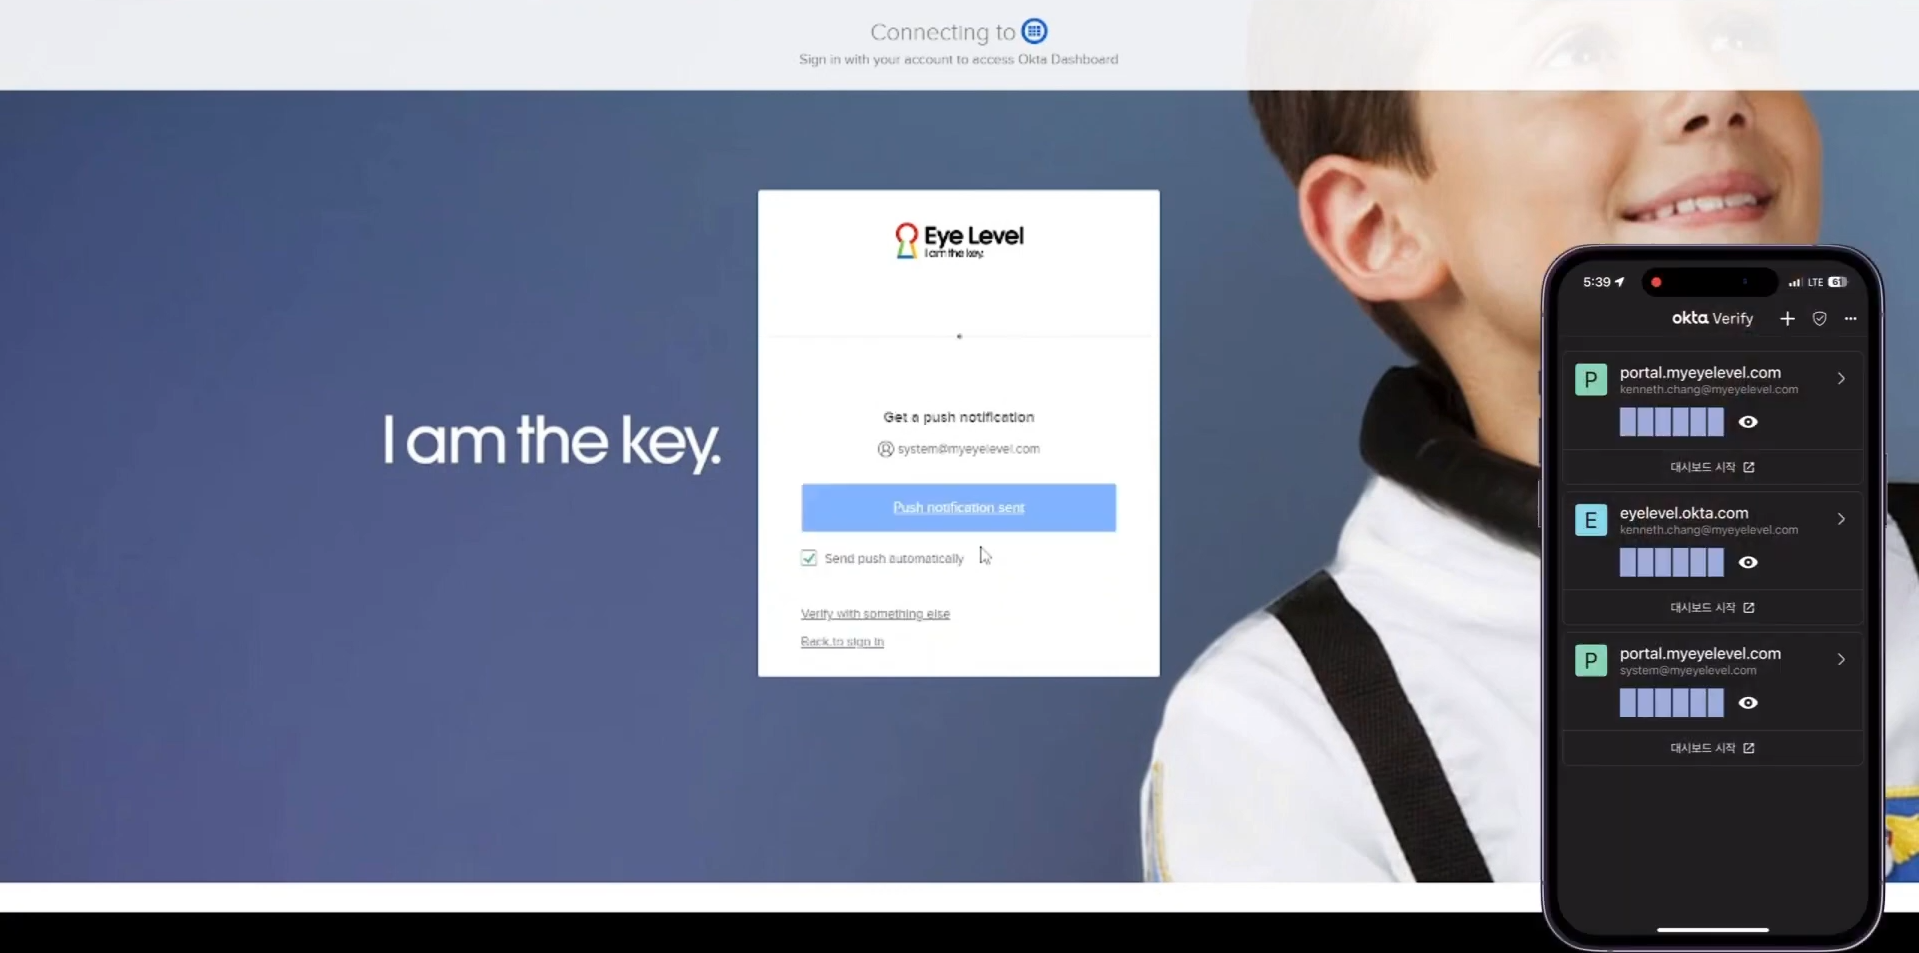 Connecting to
Sign in with your account to access Okta Dashboard
Eye Level
I am the key.
I am the key.
Get a push notification
system@myeyelevel.com
Push notification sent
Send push automatically
Verify with something else
Back to sign in
5:39
LTE 61
okta Verify
P
portal.myeyelevel.com
kenneth.chang@myeyelevel.com
대시보드 시작
E
eyelevel.okta.com
kenneth.chang@myeyelevel.com
대시보드 시작
P
portal.myeyelevel.com
system@myeyelevel.com
대시보드 시작